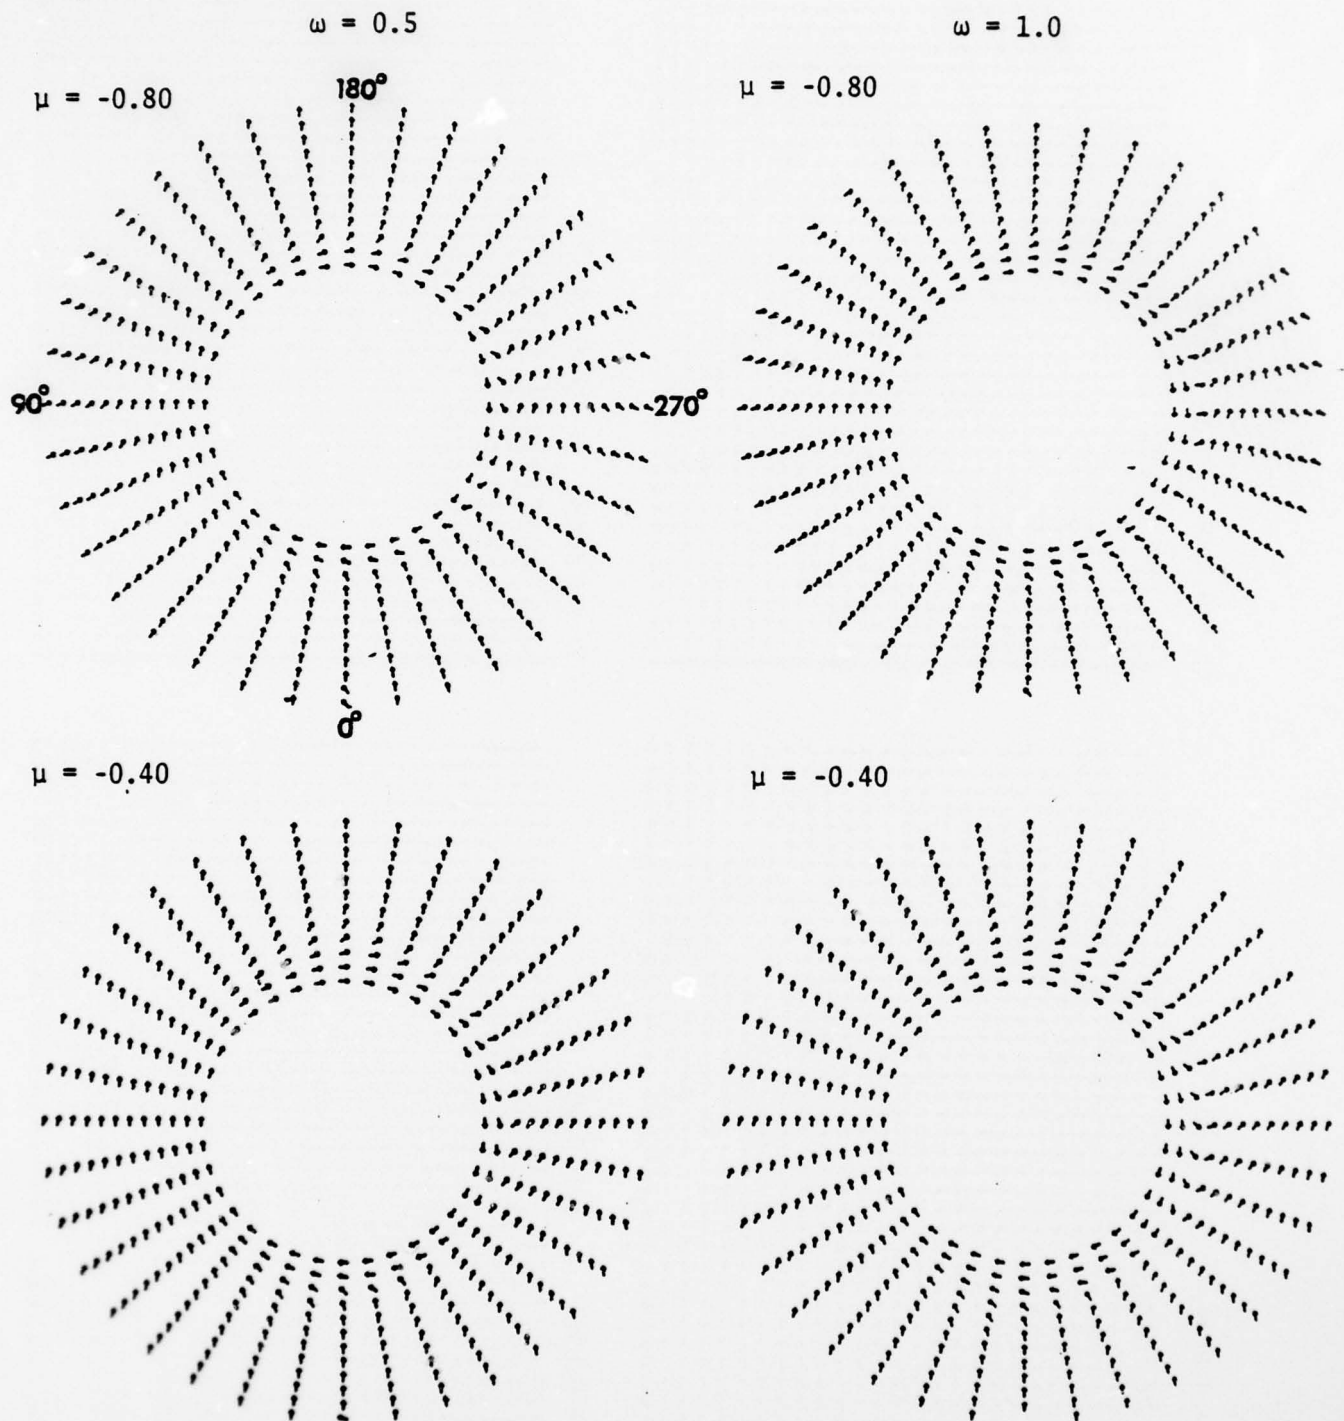 ω = 0.5
ω = 1.0
μ = -0.80
180°
μ = -0.80
90°
270°
0°
μ = -0.40
μ = -0.40